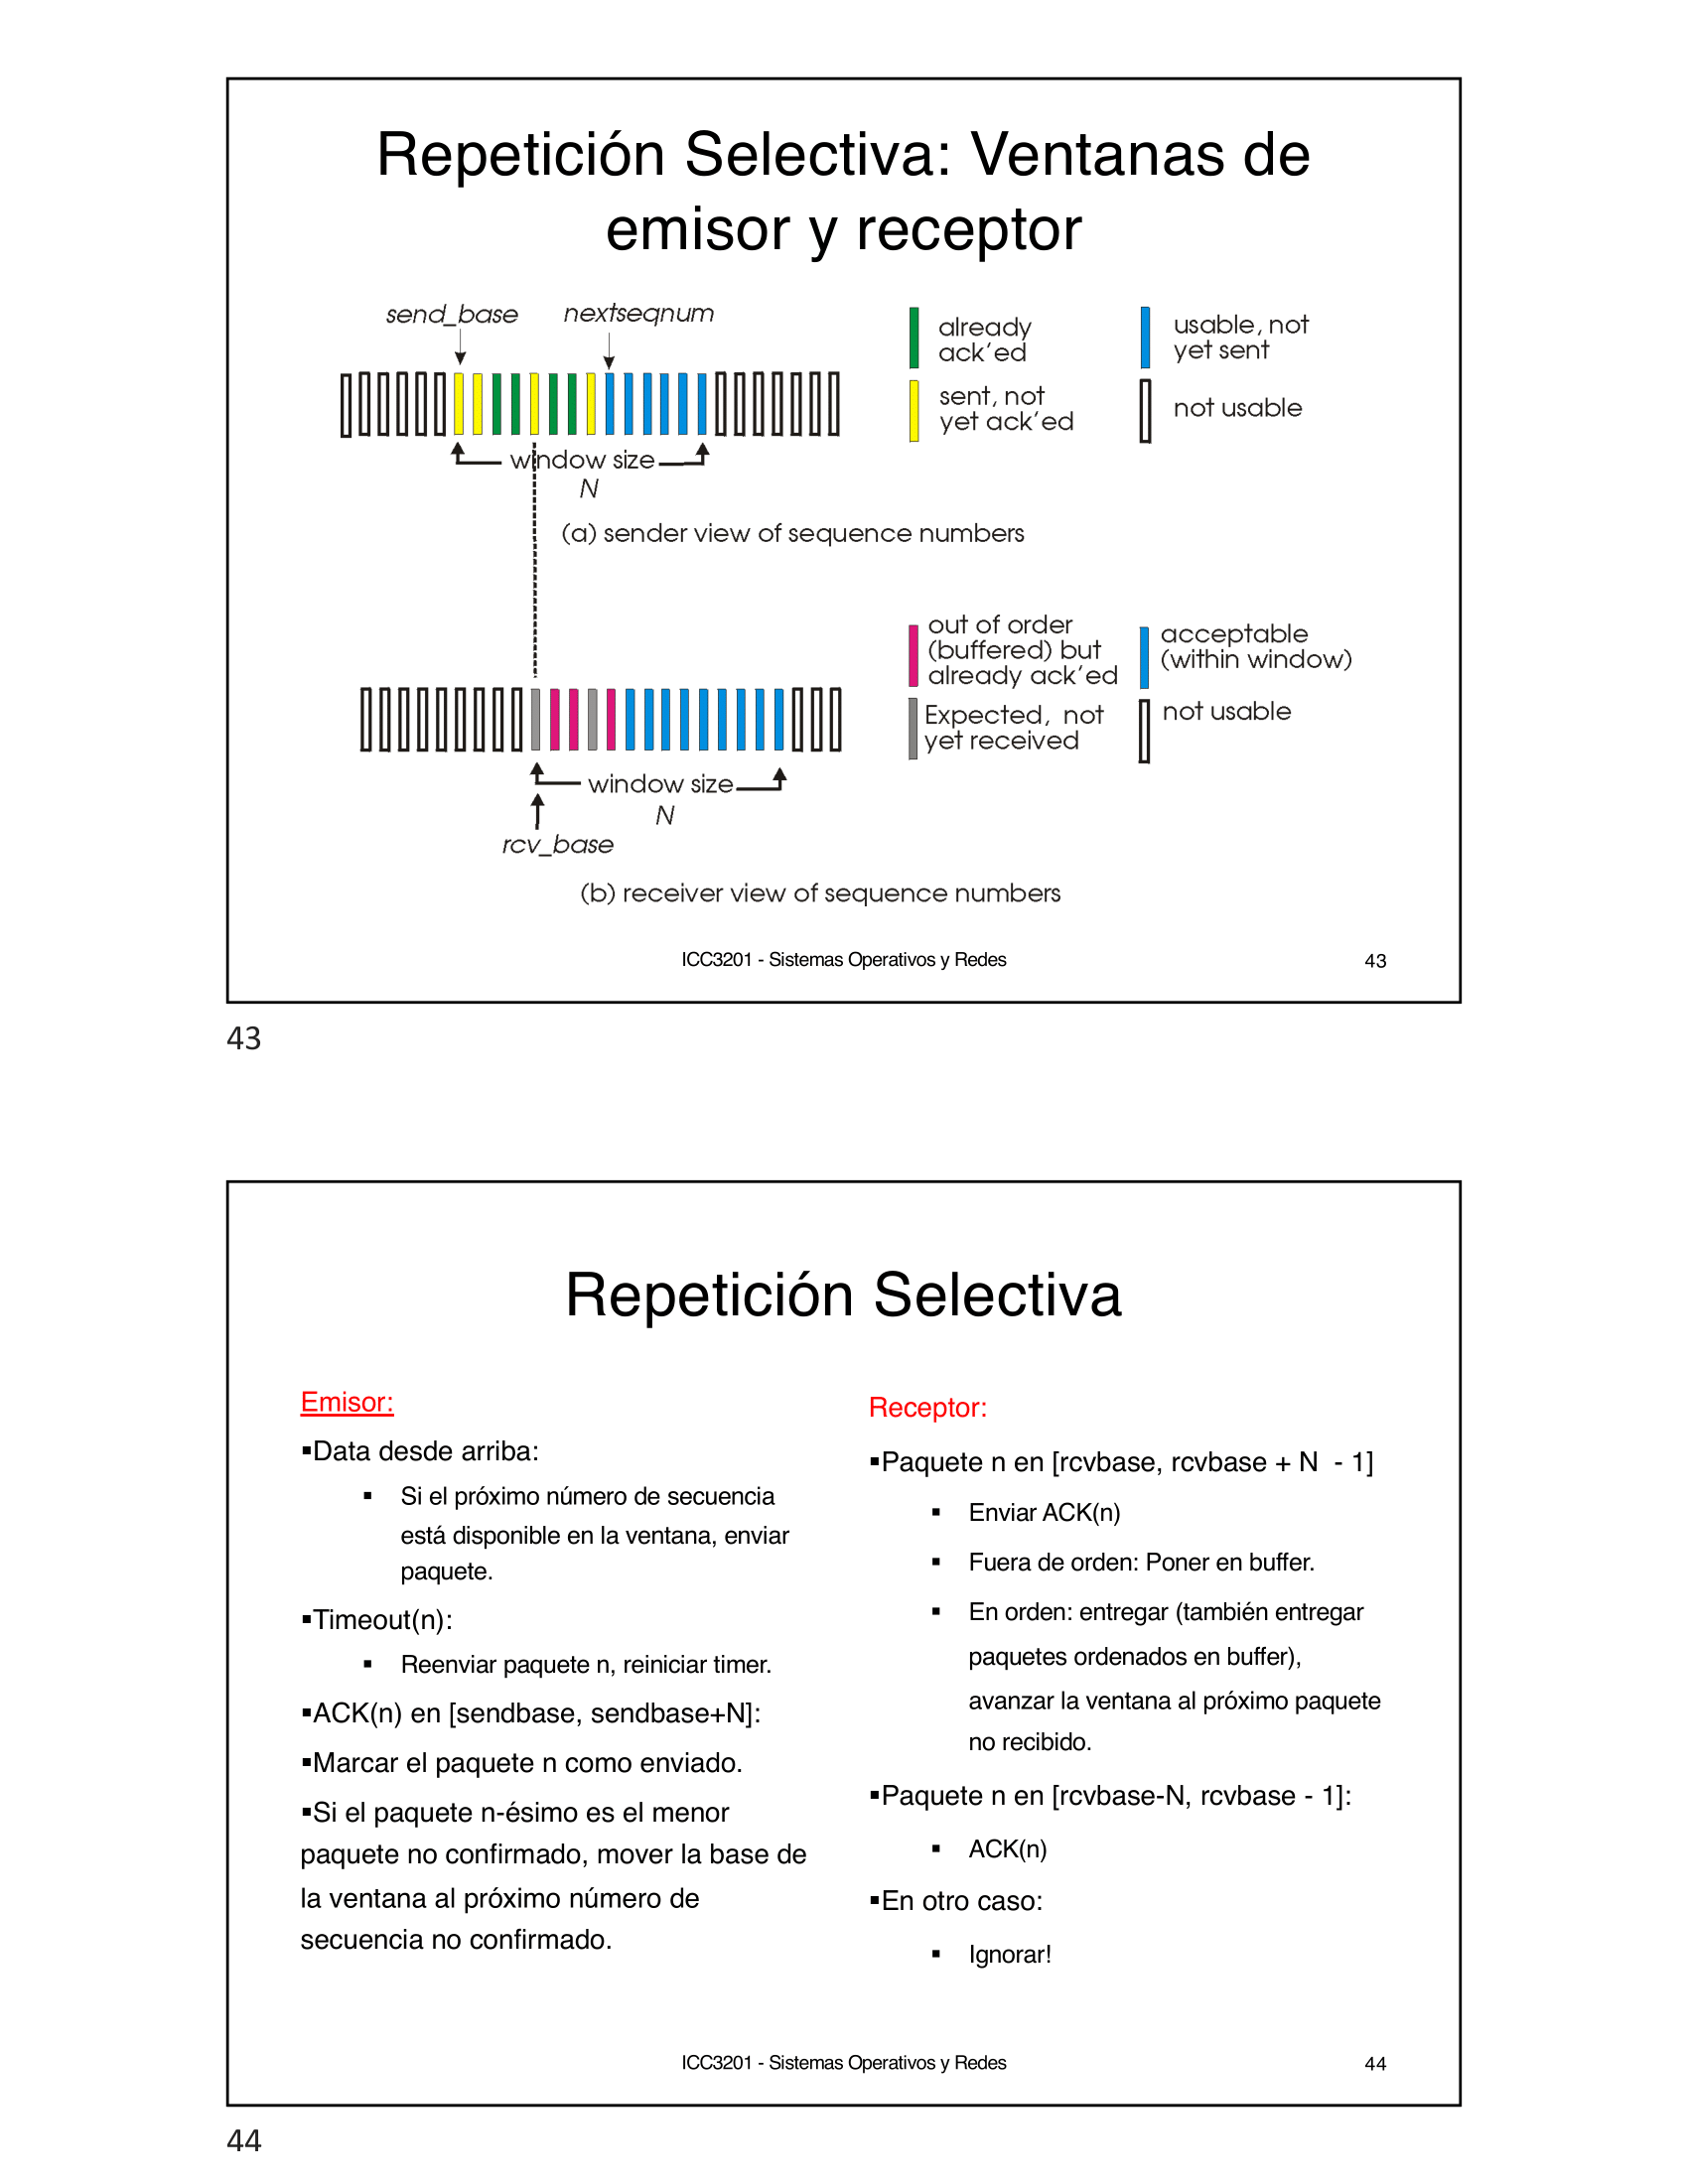 Repetición Selectiva: Ventanas de
emisor y receptor
send_base
nextseqnum
already
ack'ed
usable, not
yet sent
sent, not
yet ack'ed
not usable
window size
N
(a) sender view of sequence numbers
out of order
(buffered) but
already ack'ed
acceptable
(within window)
Expected, not
yet received
not usable
window size
N
rcv_base
(b) receiver view of sequence numbers
ICC3201 - Sistemas Operativos y Redes
43
43
Repetición Selectiva
Emisor:
▪Data desde arriba:
▪ Si el próximo número de secuencia
está disponible en la ventana, enviar
paquete.
▪Timeout(n):
▪ Reenviar paquete n, reiniciar timer.
▪ACK(n) en [sendbase, sendbase+N]:
▪Marcar el paquete n como enviado.
▪Si el paquete n-ésimo es el menor
paquete no confirmado, mover la base de
la ventana al próximo número de
secuencia no confirmado.
Receptor:
▪Paquete n en [rcvbase, rcvbase + N - 1]
▪ Enviar ACK(n)
▪ Fuera de orden: Poner en buffer.
▪ En orden: entregar (también entregar
paquetes ordenados en buffer),
avanzar la ventana al próximo paquete
no recibido.
▪Paquete n en [rcvbase-N, rcvbase - 1]:
▪ ACK(n)
▪En otro caso:
▪ Ignorar!
ICC3201 - Sistemas Operativos y Redes
44
44